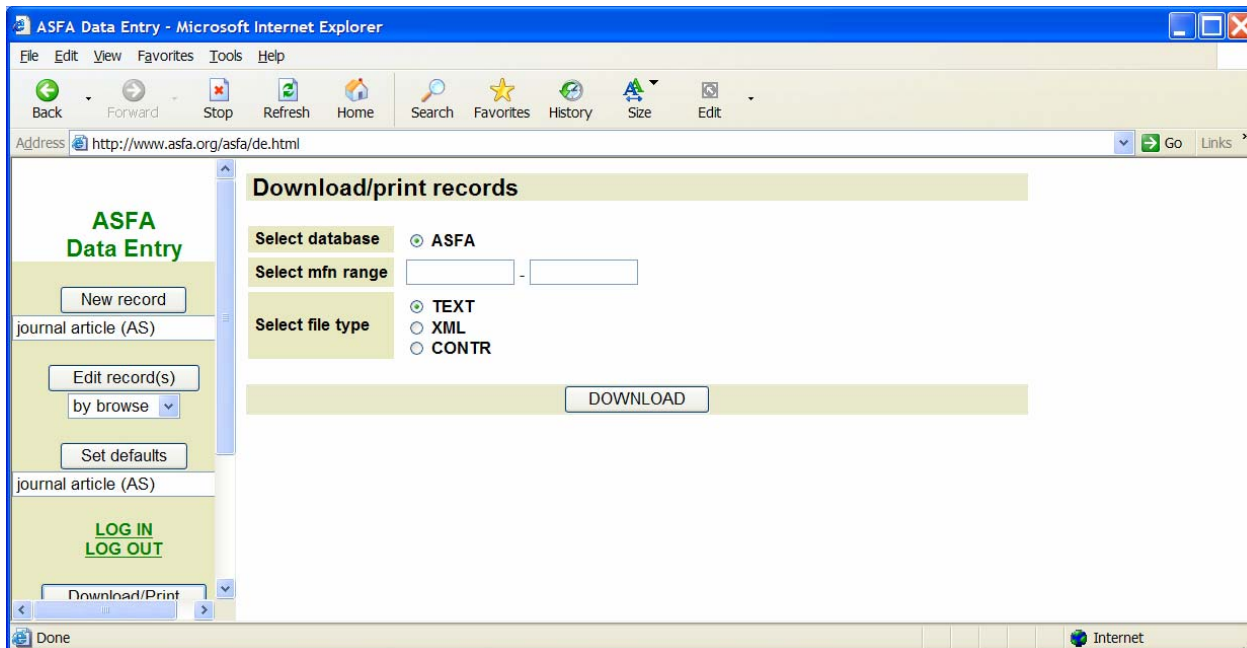 ASFA Data Entry - Microsoft Internet Explorer
File Edit View Favorites Tools Help
Back Forward Stop Refresh Home Search Favorites History Size Edit
Address http://www.asfa.org/asfa/de.html Go Links
ASFA
Data Entry
New record
journal article (AS)
Edit record(s)
by browse
Set defaults
journal article (AS)
LOG IN
LOG OUT
Download/Print
Download/print records
Select database ASFA
Select mfn range -
Select file type
TEXT
XML
CONTR
DOWNLOAD
Done Internet